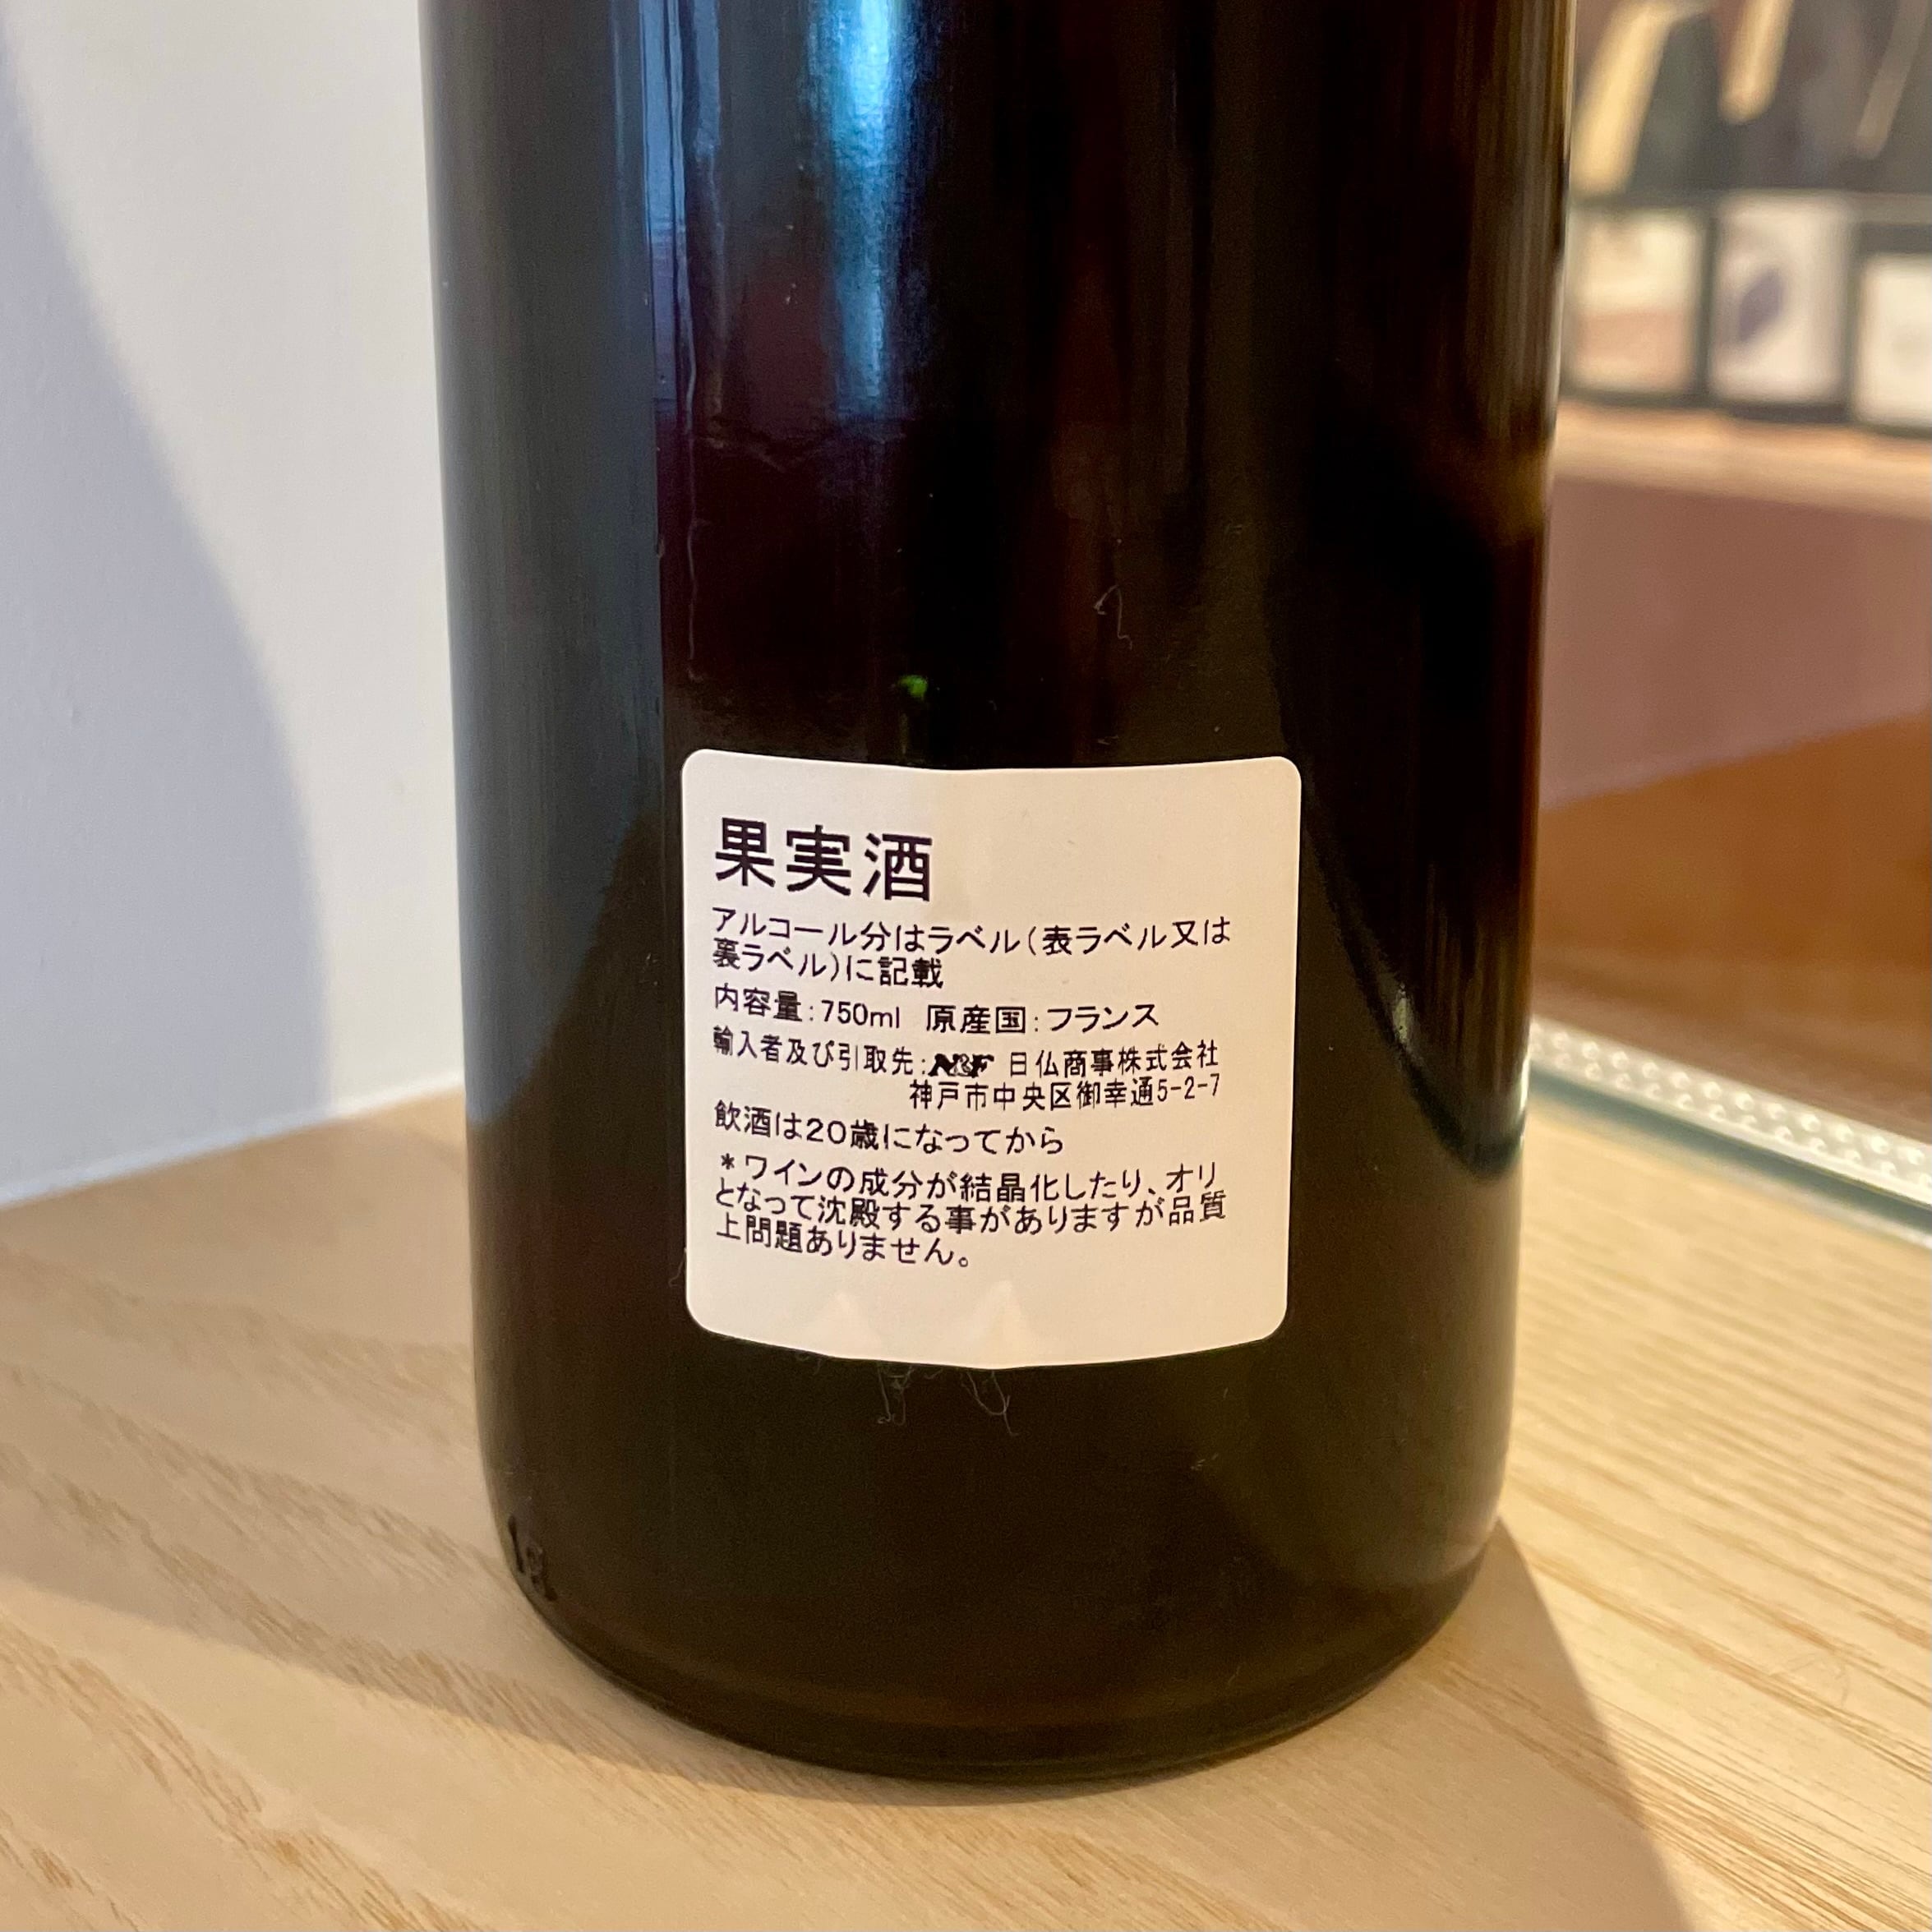 果実酒
アルコール分はラベル(表ラベル又は
裏ラベル)に記載
内容量:750ml 原産国:フランス
輸入者及び引取先:N&F 日仏商事株式会社
神戸市中央区御幸通5-2-7
飲酒は20歳になってから
*ワインの成分が結晶化したり、オリ
となって沈殿する事がありますが品質
上問題ありません。